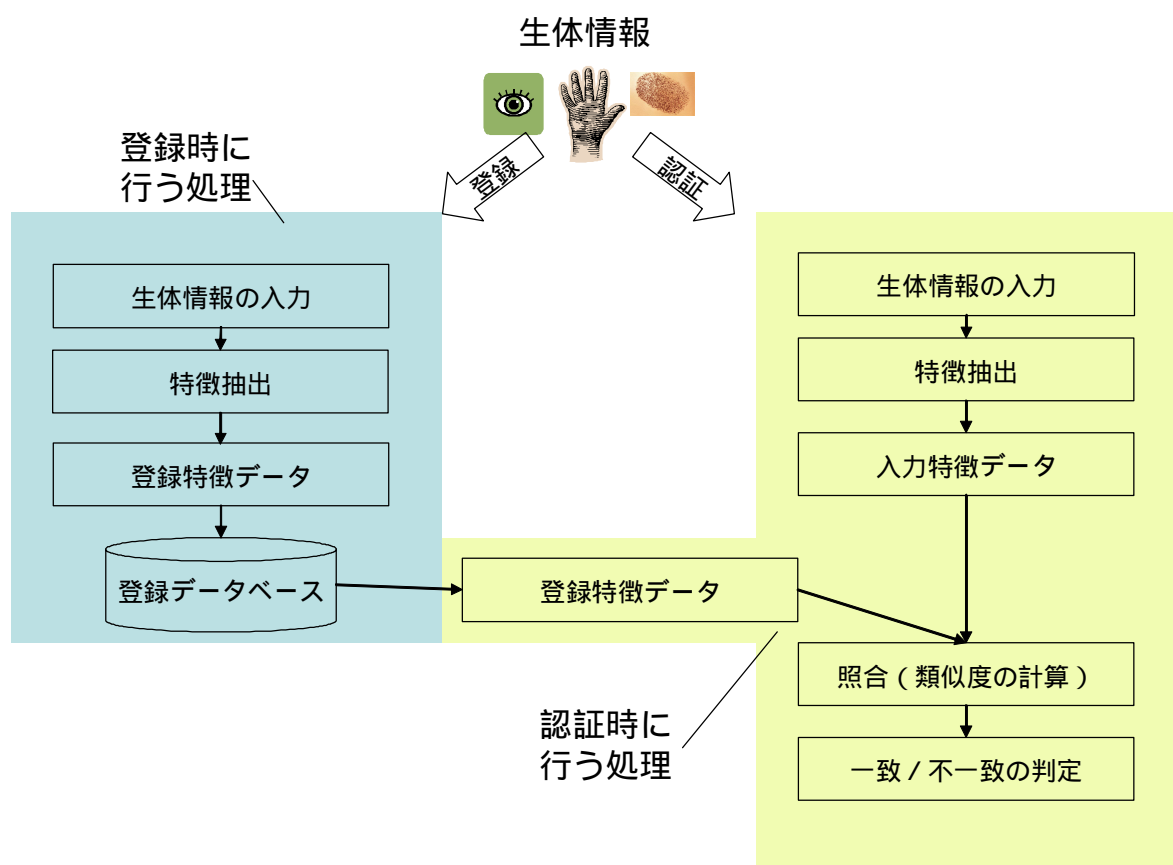 生体情報
登録
認証
登録時に
行う処理
生体情報の入力
特徴抽出
登録特徴データ
登録データベース
生体情報の入力
特徴抽出
入力特徴データ
登録特徴データ
照合(類似度の計算)
一致/不一致の判定
認証時に
行う処理